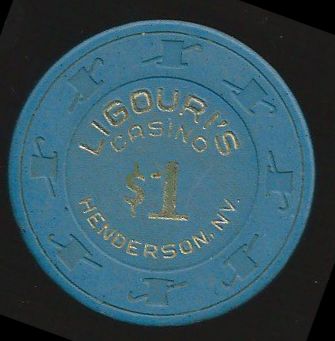 LIGOURI'S
CASINO
$1
HENDERSON, NV.